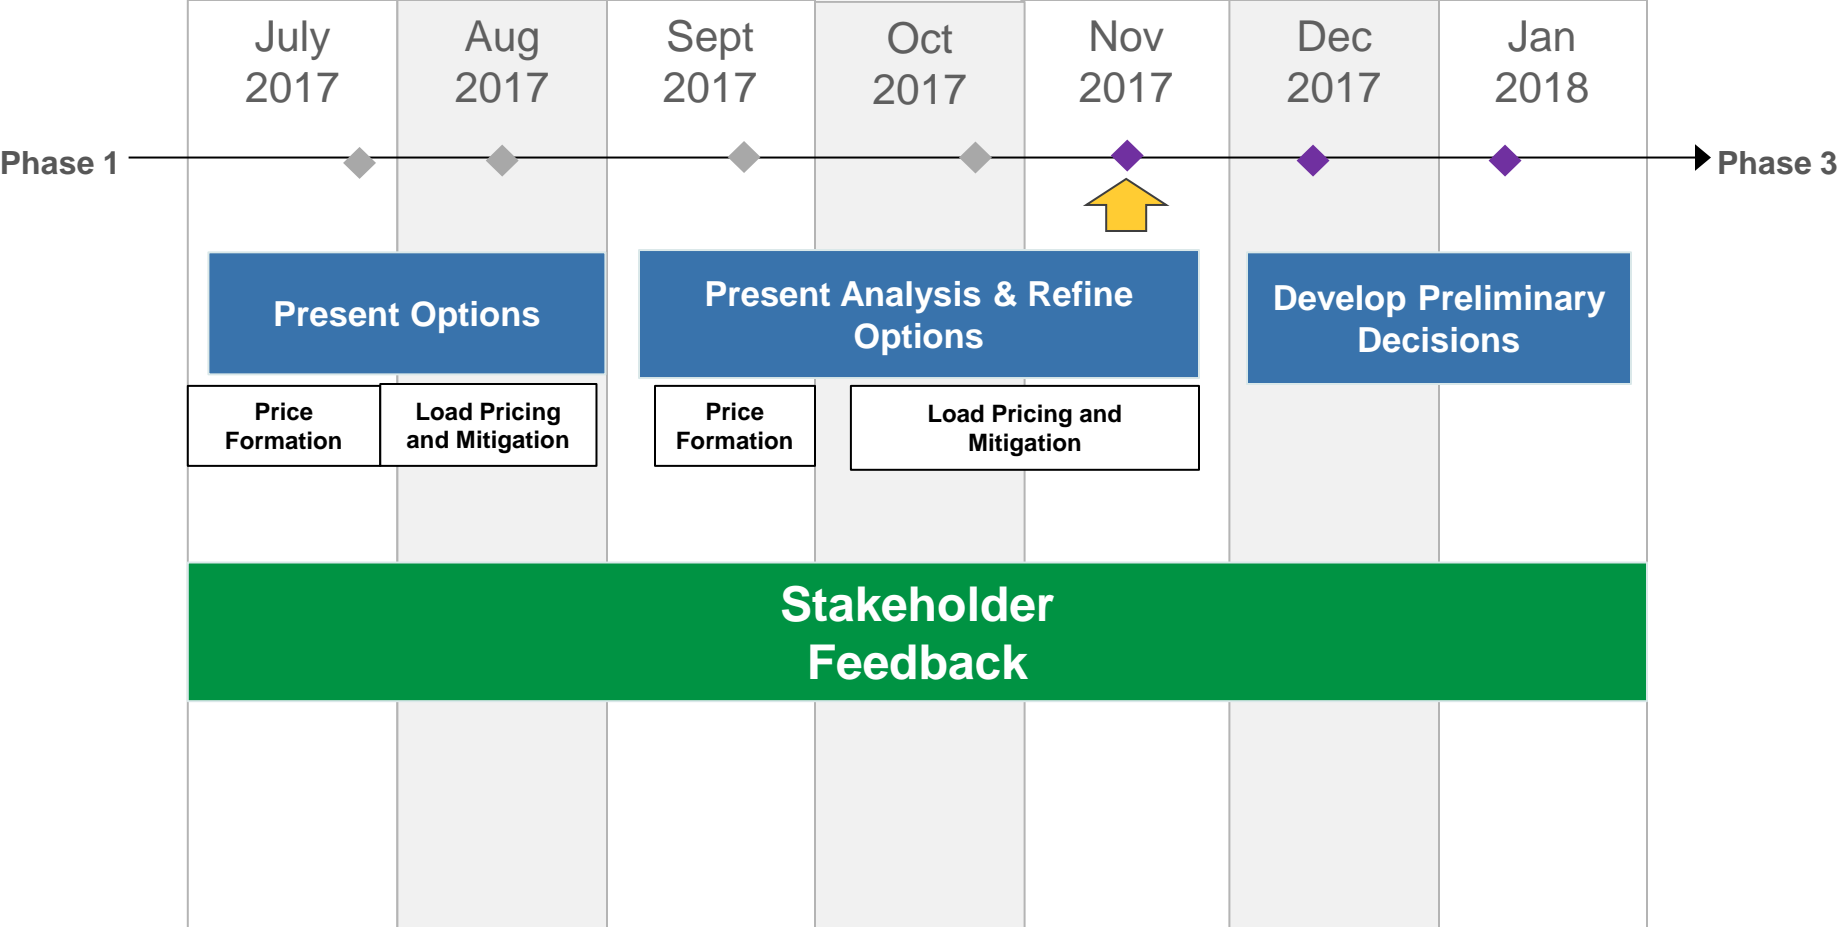 July
2017
Aug
2017
Sept
2017
Oct
2017
Nov
2017
Dec
2017
Jan
2018
Phase 1
Phase 3
Present Options
Present Analysis & Refine
Options
Develop Preliminary
Decisions
Price
Formation
Load Pricing
and Mitigation
Price
Formation
Load Pricing and
Mitigation
Stakeholder
Feedback